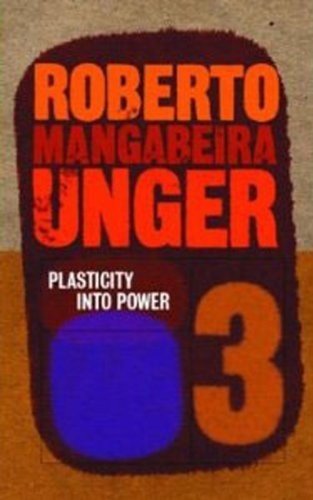 ROBERTO
MANGABEIRA
UNGER
PLASTICITY
INTO POWER
3